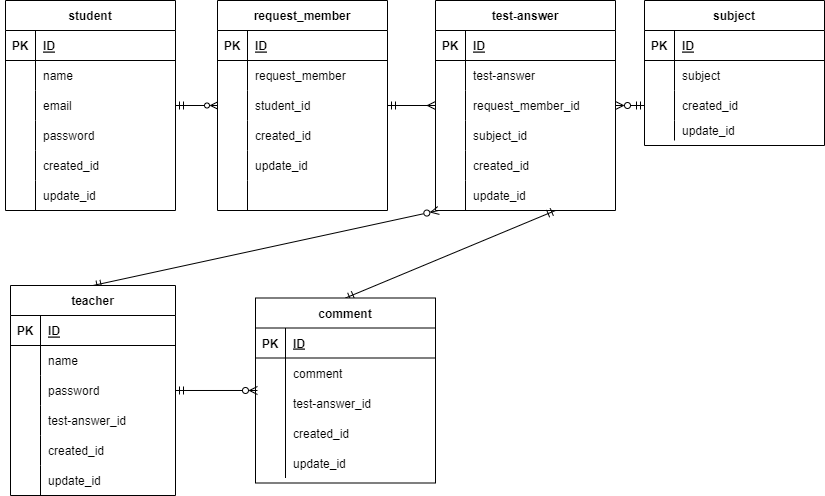 student
PK ID
name
email
password
created_id
update_id
request_member
PK ID
request_member
student_id
created_id
update_id
test-answer
PK ID
test-answer
request_member_id
subject_id
created_id
update_id
subject
PK ID
subject
created_id
update_id
teacher
PK ID
name
password
test-answer_id
created_id
update_id
comment
PK ID
comment
test-answer_id
created_id
update_id